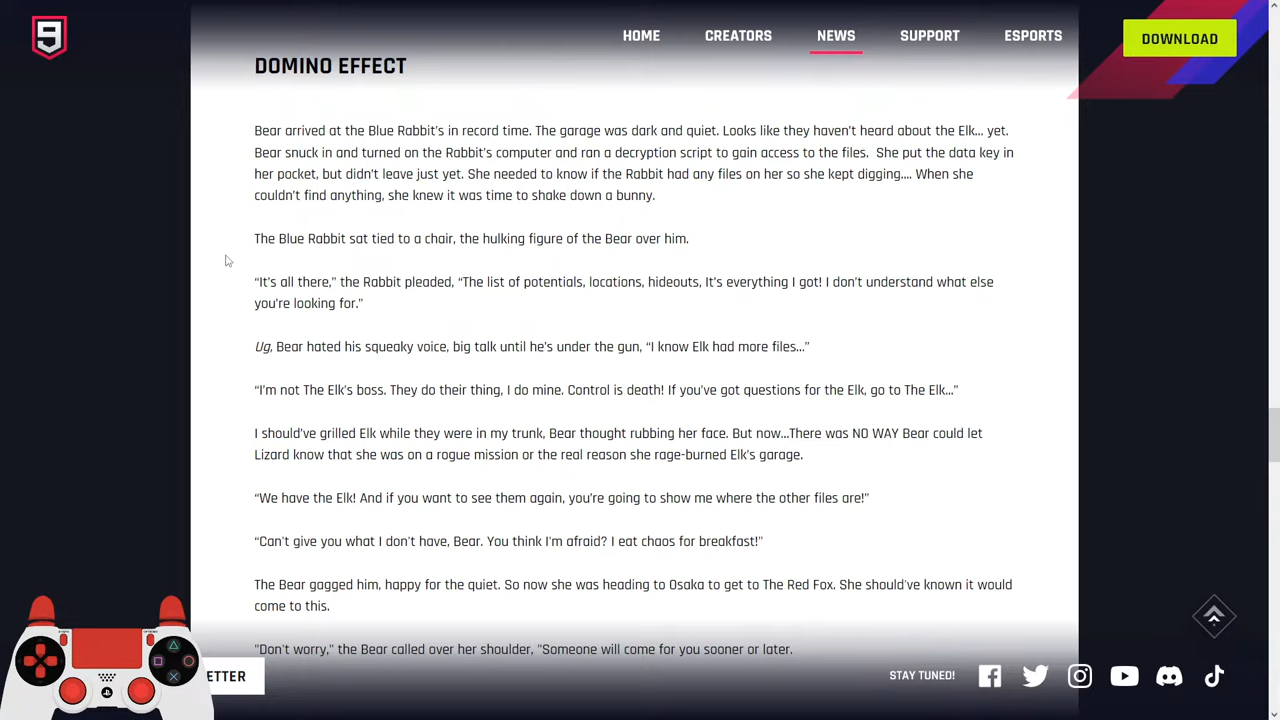 9
HOME
CREATORS
NEWS
SUPPORT
ESPORTS
DOWNLOAD
DOMINO EFFECT
Bear arrived at the Blue Rabbit's in record time. The garage was dark and quiet. Looks like they haven't heard about the Elk... yet.
Bear snuck in and turned on the Rabbit's computer and ran a decryption script to gain access to the files.  She put the data key in
her pocket, but didn't leave just yet. She needed to know if the Rabbit had any files on her so she kept digging.... When she
couldn't find anything, she knew it was time to shake down a bunny.
The Blue Rabbit sat tied to a chair, the hulking figure of the Bear over him.
“It's all there,” the Rabbit pleaded, “The list of potentials, locations, hideouts, It's everything I got! I don't understand what else
you're looking for.”
Ug, Bear hated his squeaky voice, big talk until he's under the gun, “I know Elk had more files...”
“I'm not The Elk's boss. They do their thing, I do mine. Control is death! If you've got questions for the Elk, go to The Elk...”
I should've grilled Elk while they were in my trunk, Bear thought rubbing her face. But now...There was NO WAY Bear could let
Lizard know that she was on a rogue mission or the real reason she rage-burned Elk's garage.
“We have the Elk! And if you want to see them again, you're going to show me where the other files are!”
“Can't give you what I don't have, Bear. You think I'm afraid? I eat chaos for breakfast!"
The Bear gagged him, happy for the quiet. So now she was heading to Osaka to get to The Red Fox. She should've known it would
come to this.
"Don't worry," the Bear called over her shoulder, "Someone will come for you sooner or later.
ETTER
STAY TUNED!